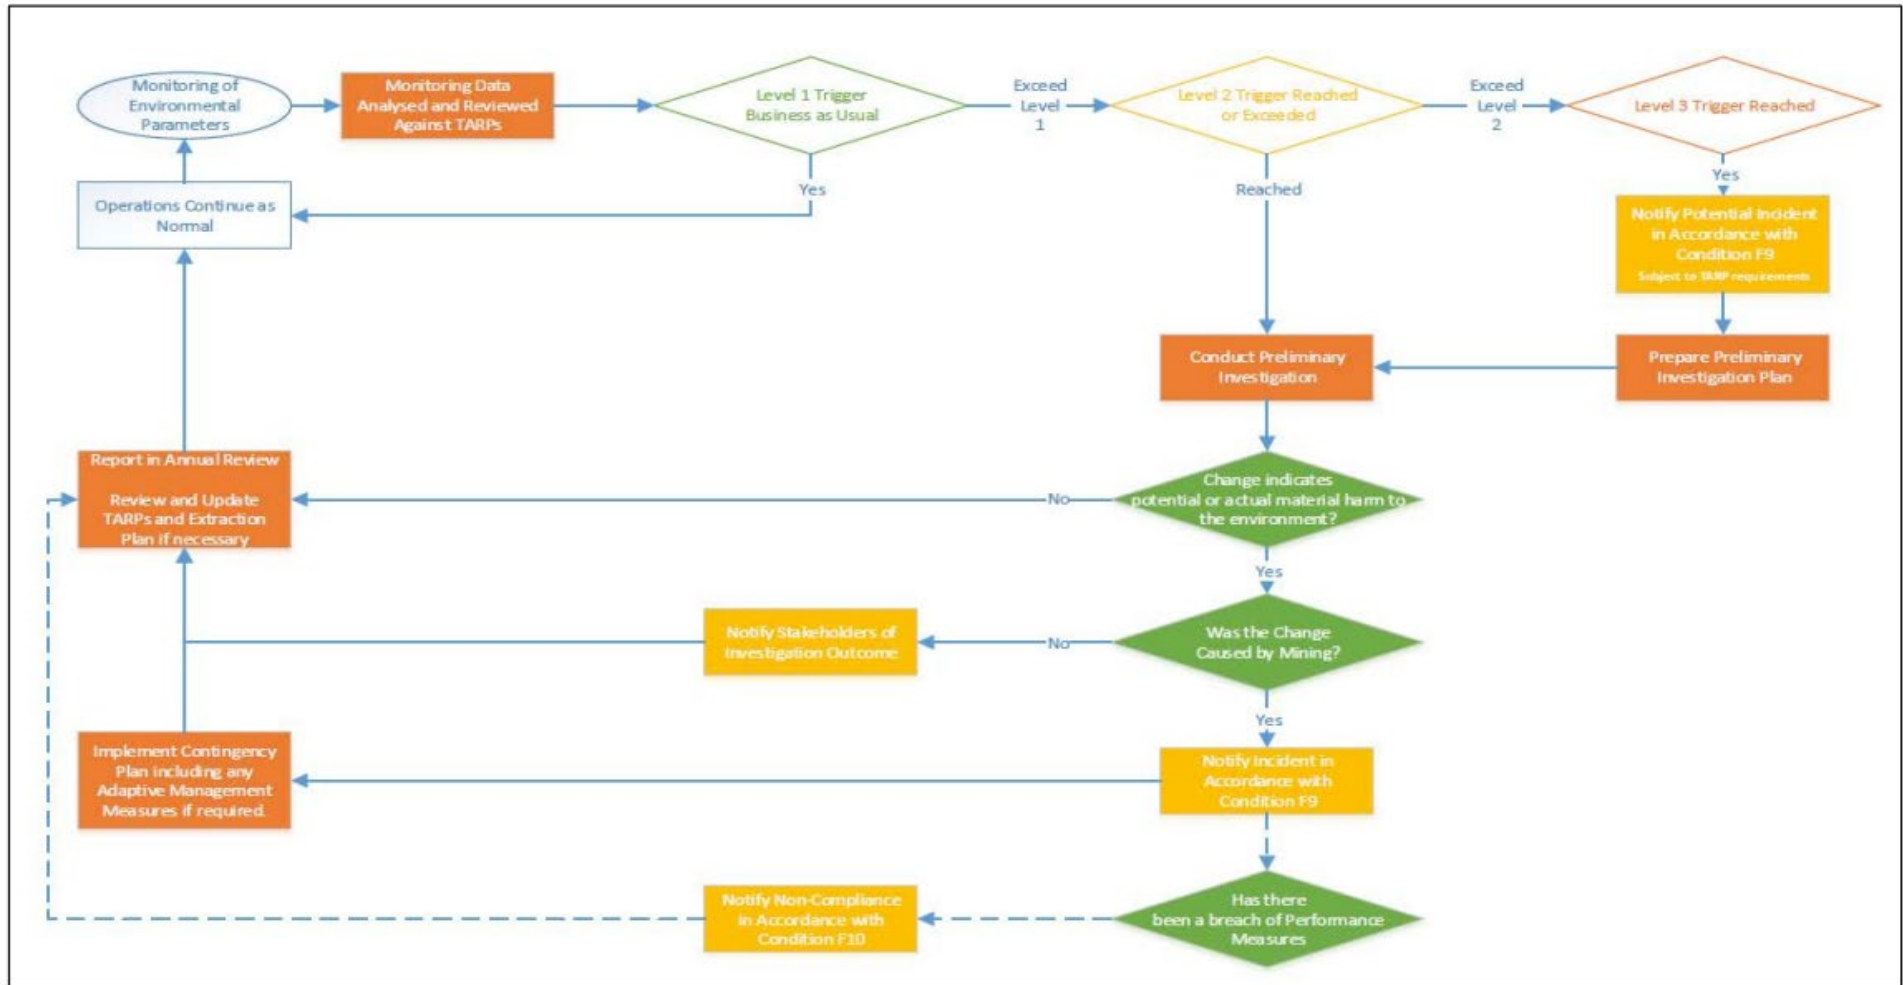 Monitoring of
Environmental
Parameters
Monitoring Data
Analysed and Reviewed
Against TARPs
Level 1 Trigger
Business as Usual
Exceed
Level
1
Level 2 Trigger Reached
or Exceeded
Exceed
Level
2
Level 3 Trigger Reached
Yes
Reached
Yes
Operations Continue as
Normal
Notify Potential Incident
in Accordance with
Condition F9
Subject to TARP requirements
Conduct Preliminary
Investigation
Prepare Preliminary
Investigation Plan
Report in Annual Review
Review and Update
TARPs and Extraction
Plan if necessary
No
Change indicates
potential or actual material harm to
the environment?
Yes
Notify Stakeholders of
Investigation Outcome
No
Was the Change
Caused by Mining?
Yes
Implement Contingency
Plan including any
Adaptive Management
Measures if required.
Notify Incident in
Accordance with
Condition F9
Notify Non-Compliance
in Accordance with
Condition F10
Has there
been a breach of Performance
Measures